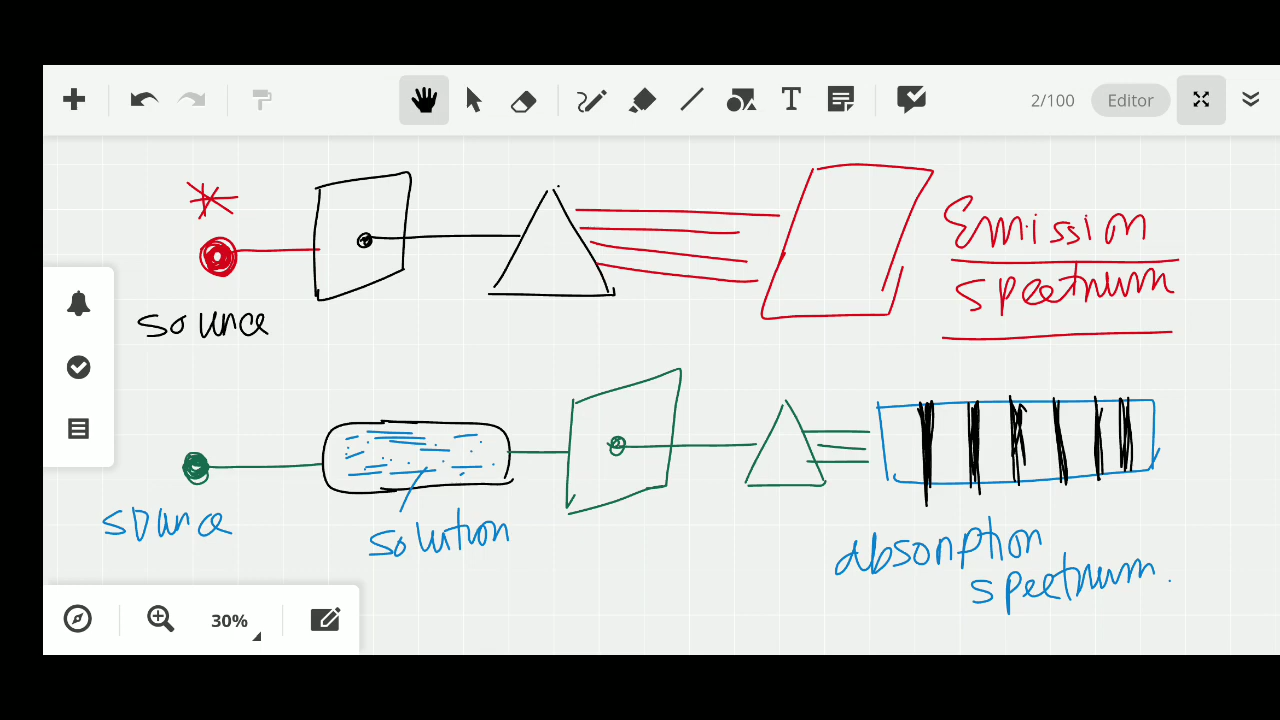 2/100 Editor
Emission
spectrum
source
source
solution
absorption
spectrum.
30%